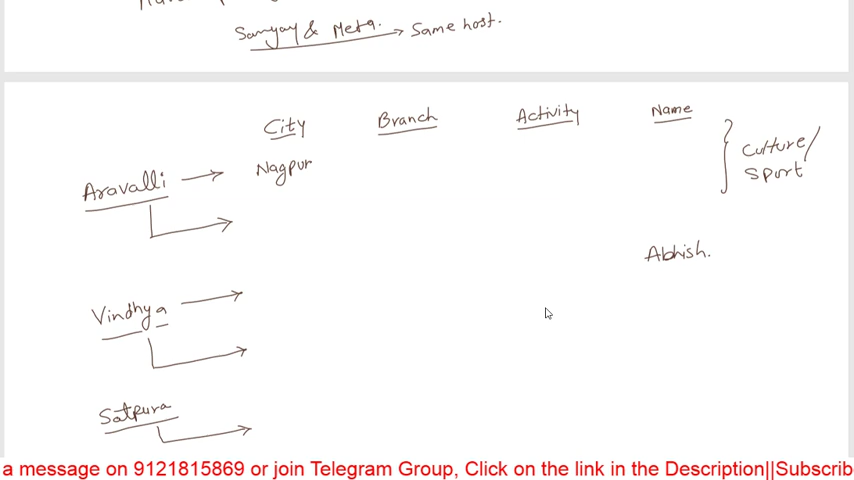 Sanjay & Meta. → Same host.
City Branch Activity Name
Culture/
Sport
Aravalli → Nagpur
Abhish.
Vindhya
Satpura
a message on 9121815869 or join Telegram Group, Click on the link in the Description||Subscrib